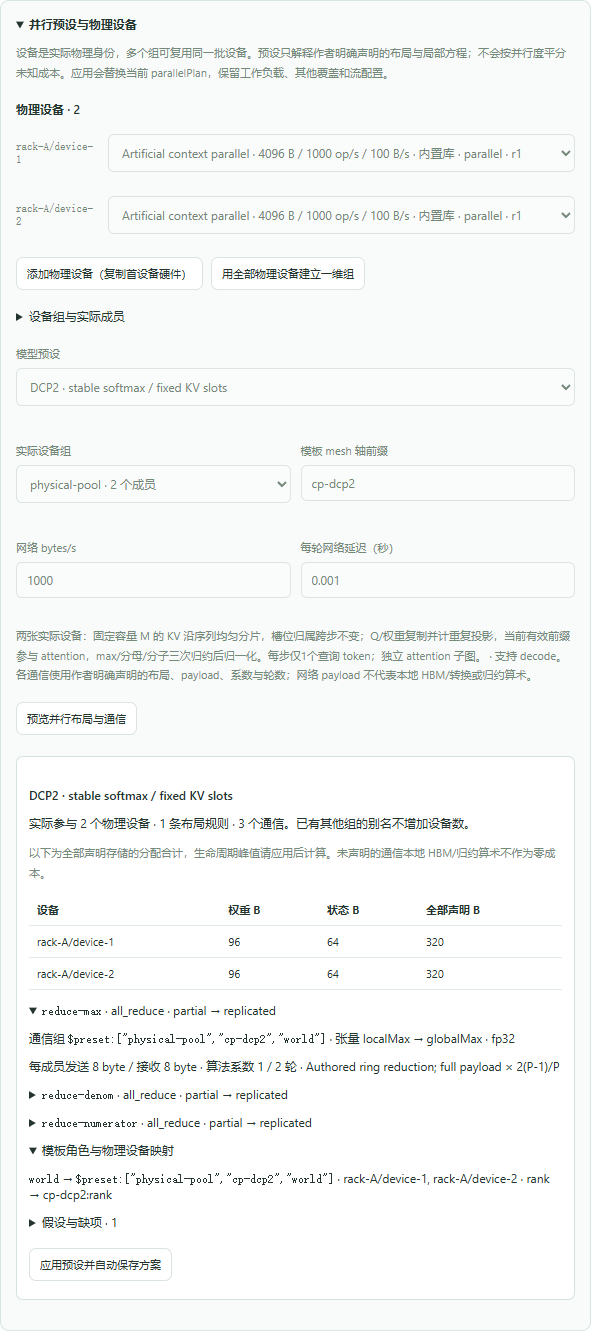 ▼ 并行预设与物理设备
设备是实际物理身份，多个组可复用同一批设备。预设只解释作者明确声明的布局与局部方程；不会按并行度平分
未知成本。应用会替换当前 parallelPlan，保留工作负载、其他覆盖和流配置。
物理设备 · 2
rack-A/device-
1
Artificial context parallel · 4096 B / 1000 op/s / 100 B/s · 内置库 · parallel · r1
rack-A/device-
2
Artificial context parallel · 4096 B / 1000 op/s / 100 B/s · 内置库 · parallel · r1
添加物理设备（复制首设备硬件）
用全部物理设备建立一维组
▶ 设备组与实际成员
模型预设
DCP2 · stable softmax / fixed KV slots
实际设备组
模板 mesh 轴前缀
physical-pool · 2 个成员
cp-dcp2
网络 bytes/s
每轮网络延迟（秒）
1000
0.001
两张实际设备：固定容量 M 的 KV 沿序列均匀分片，槽位归属跨步不变；Q/权重复制并计重复投影，当前有效前缀
参与 attention，max/分母/分子三次归约后归一化。每步仅1个查询 token；独立 attention 子图。 · 支持 decode。
各通信使用作者明确声明的布局、payload、系数与轮数；网络 payload 不代表本地 HBM/转换或归约算术。
预览并行布局与通信
DCP2 · stable softmax / fixed KV slots
实际参与 2 个物理设备 · 1 条布局规则 · 3 个通信。已有其他组的别名不增加设备数。
以下为全部声明存储的分配合计，生命周期峰值请应用后计算。未声明的通信本地 HBM/归约算术不作为零成
本。
设备 权重 B 状态 B 全部声明 B
rack-A/device-1 96 64 320
rack-A/device-2 96 64 320
▼ reduce-max · all_reduce · partial → replicated
通信组 $preset:["physical-pool","cp-dcp2","world"] · 张量 localMax → globalMax · fp32
每成员发送 8 byte / 接收 8 byte · 算法系数 1 / 2 轮 · Authored ring reduction; full payload × 2(P-1)/P
▶ reduce-denom · all_reduce · partial → replicated
▶ reduce-numerator · all_reduce · partial → replicated
▼ 模板角色与物理设备映射
world → $preset:["physical-pool","cp-dcp2","world"] · rack-A/device-1, rack-A/device-2 · rank
→ cp-dcp2:rank
▶ 假设与缺项 · 1
应用预设并自动保存方案